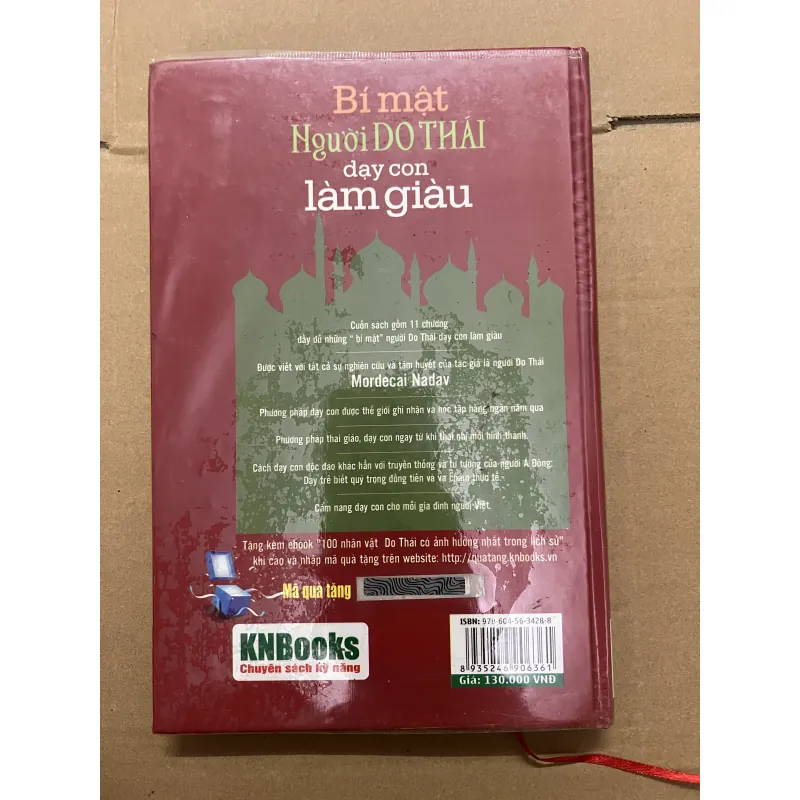 Bí mật
Người DO THÁI
dạy con
làm giàu
Cuốn sách gồm 11 chương
đầy đủ những " bí mật" người Do Thái dạy con làm giàu
Được viết với tất cả sự nghiên cứu và tâm huyết của tác giả là người Do Thái
Mordecai Nadav
Phương pháp dạy con được thế giới ghi nhận và học tập hàng ngàn năm qua
Phương pháp thai giáo, dạy con ngay từ khi thai nhi mới hình thành.
Cách dạy con độc đáo khác hẳn với truyền thống và tư tưởng của người Á Đông:
Dạy trẻ biết quý trọng đồng tiền và va chạm thực tế.
Cẩm nang dạy con cho mỗi gia đình người Việt.
Tặng kèm ebook "100 nhân vật Do Thái có ảnh hưởng nhất trong lịch sử"
khi cào và nhập mã quà tặng trên website: http://quatang.knbooks.vn
Mã quà tặng
ISBN: 978-604-56-3428-8
8 935246 906361
Giá: 130.000 VNĐ
KNBooks
Chuyên sách kỹ năng